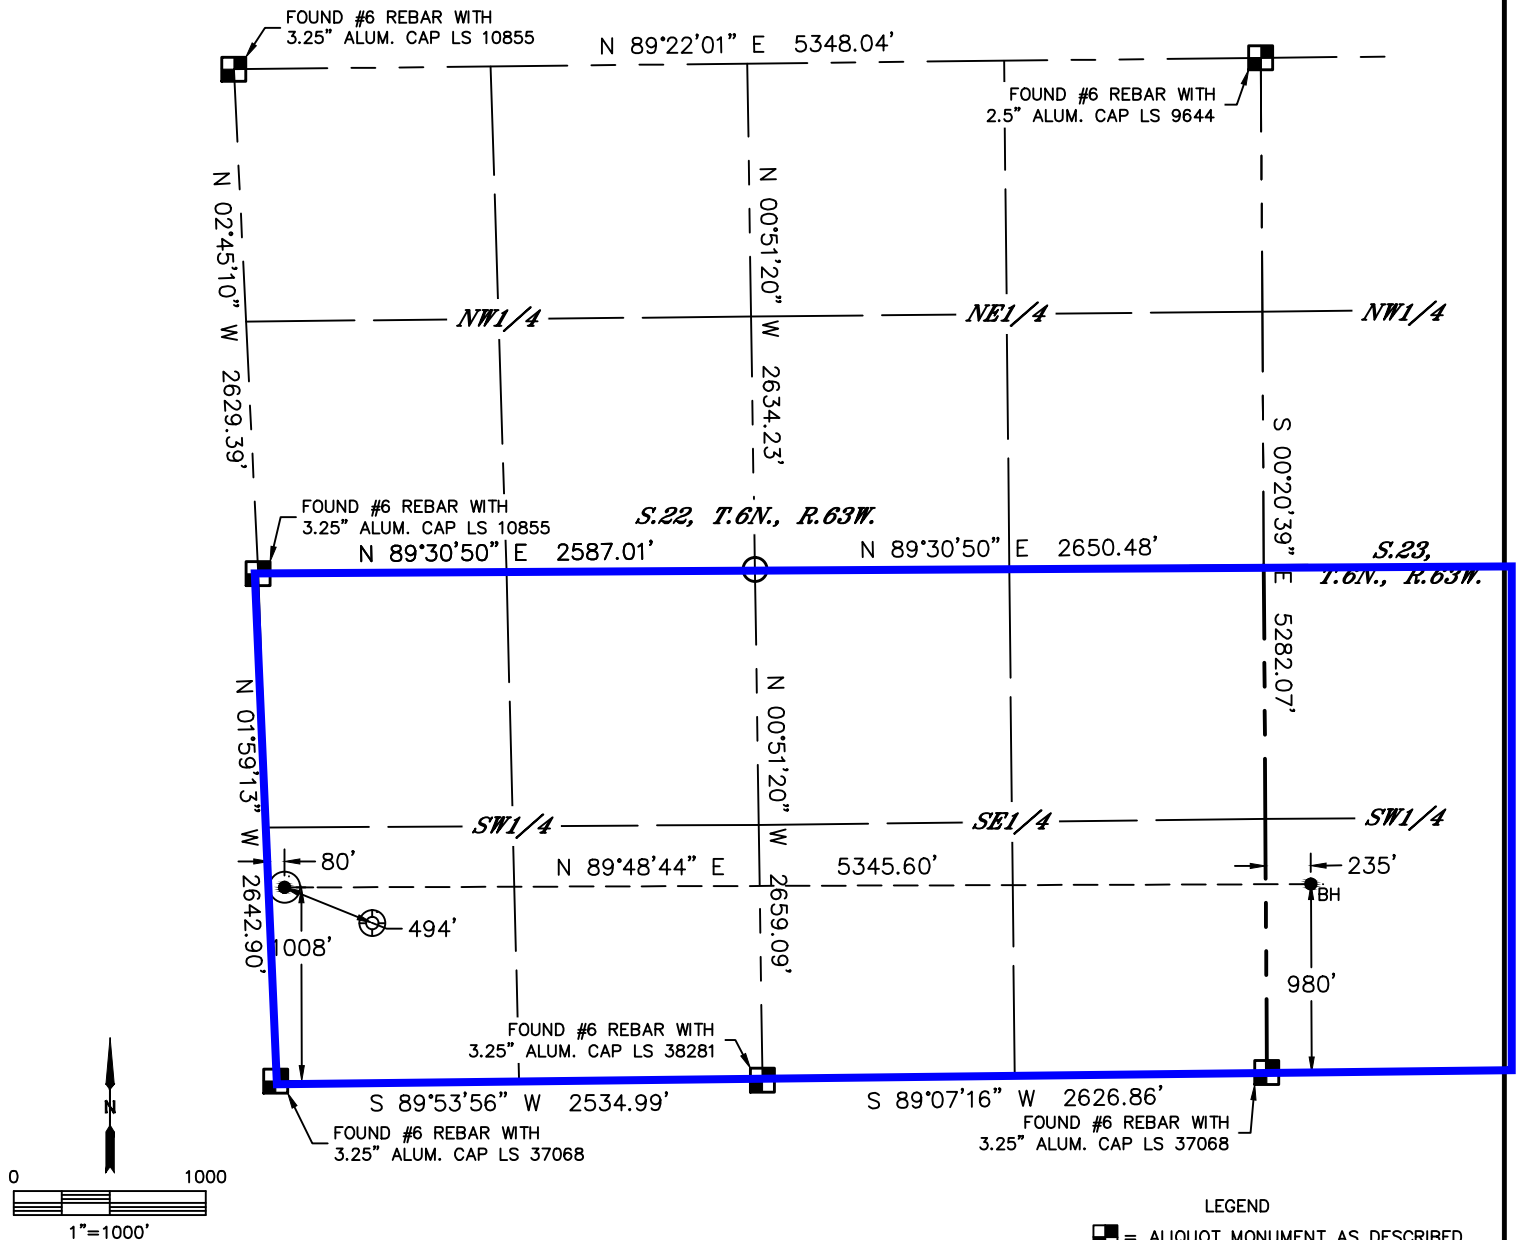 FOUND #6 REBAR WITH
3.25" ALUM. CAP LS 10855
N 89°22'01" E 5348.04'
FOUND #6 REBAR WITH
2.5" ALUM. CAP LS 9644
N 02°45'10" W 2629.39'
N 00°51'20" W 2634.23'
NW1/4
NE1/4
NW1/4
S 00°20'39" E 5282.07'
FOUND #6 REBAR WITH
3.25" ALUM. CAP LS 10855
S.22, T.6N., R.63W.
N 89°30'50" E 2587.01'
N 89°30'50" E 2650.48'
S.23,
T.6N., R.63W.
N 01°59'13" W 2642.90'
N 00°51'20" W 2659.09'
SW1/4
SE1/4
SW1/4
80'
N 89°48'44" E 5345.60'
235'
BH
494'
1008'
980'
FOUND #6 REBAR WITH
3.25" ALUM. CAP LS 38281
S 89°53'56" W 2534.99'
S 89°07'16" W 2626.86'
FOUND #6 REBAR WITH
3.25" ALUM. CAP LS 37068
FOUND #6 REBAR WITH
3.25" ALUM. CAP LS 37068
N
0 1000
1"=1000'
LEGEND
= ALIQUOT MONUMENT AS DESCRIBED